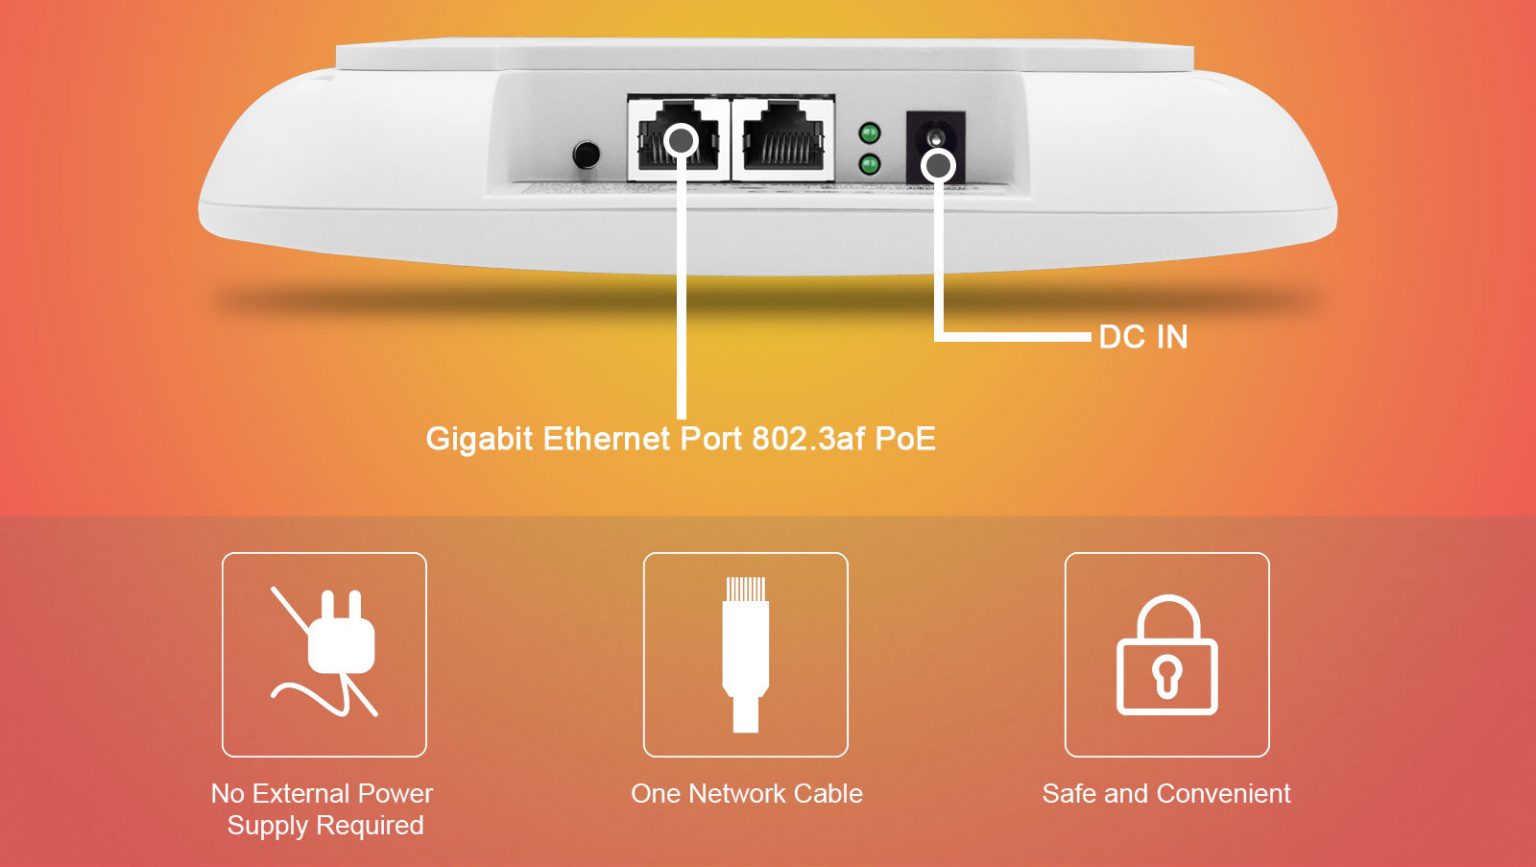 DC IN
Gigabit Ethernet Port 802.3af PoE
No External Power
Supply Required
One Network Cable
Safe and Convenient